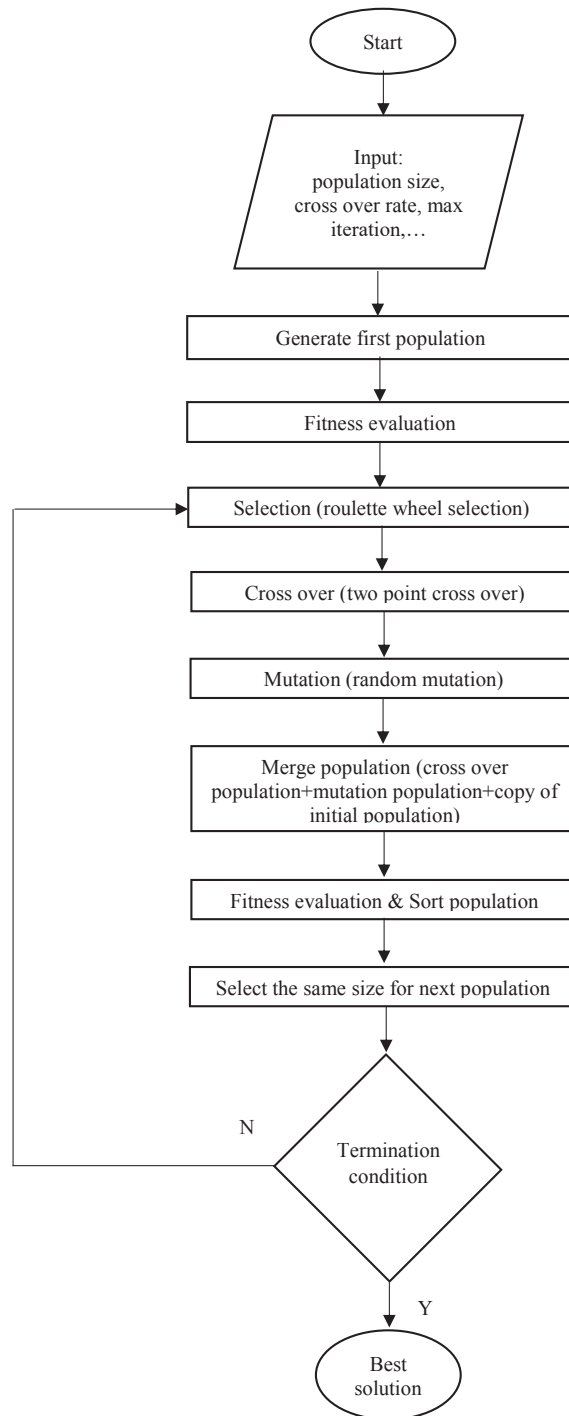 Start
Input:
population size,
cross over rate, max
iteration,…
Generate first population
Fitness evaluation
Selection (roulette wheel selection)
Cross over (two point cross over)
Mutation (random mutation)
Merge population (cross over
population+mutation population+copy of
initial population)
Fitness evaluation & Sort population
Select the same size for next population
N
Termination
condition
Y
Best
solution